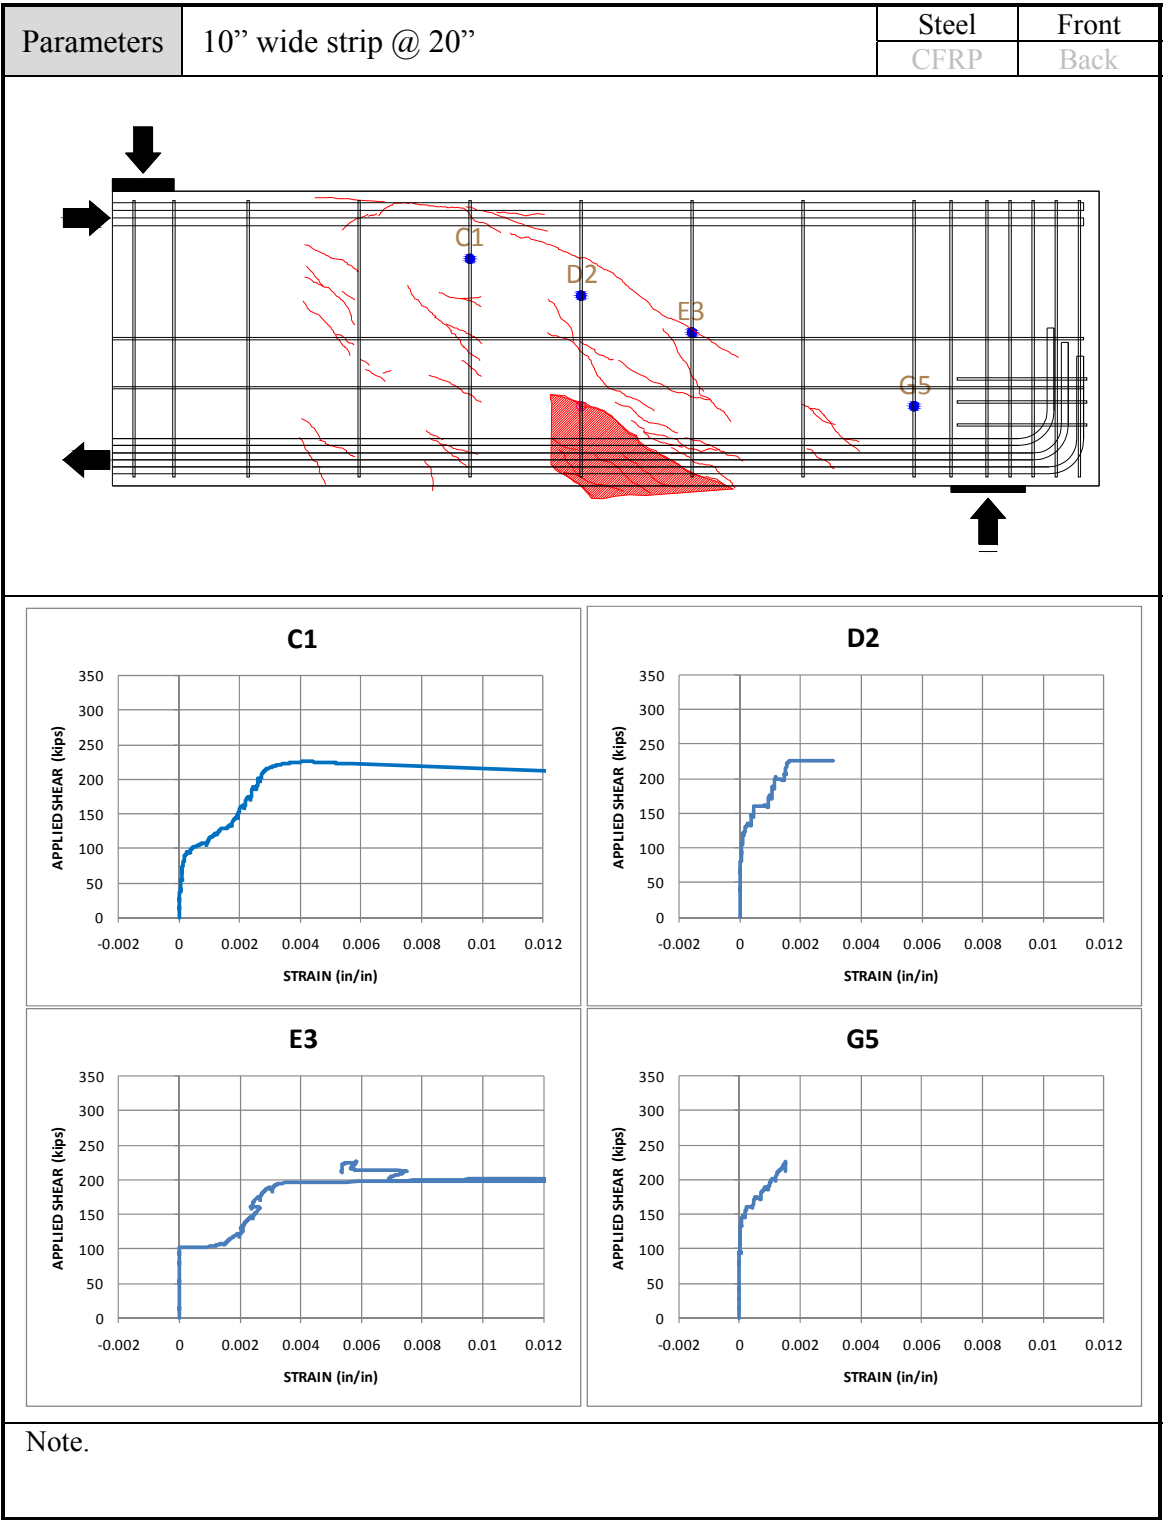 Parameters
10” wide strip @ 20”
Steel Front
CFRP Back
C1
D2
E3
G5
C1
350
300
250
200
150
100
50
0
-0.002 0 0.002 0.004 0.006 0.008 0.01 0.012
APPLIED SHEAR (kips)
STRAIN (in/in)
D2
350
300
250
200
150
100
50
0
-0.002 0 0.002 0.004 0.006 0.008 0.01 0.012
APPLIED SHEAR (kips)
STRAIN (in/in)
E3
350
300
250
200
150
100
50
0
-0.002 0 0.002 0.004 0.006 0.008 0.01 0.012
APPLIED SHEAR (kips)
STRAIN (in/in)
G5
350
300
250
200
150
100
50
0
-0.002 0 0.002 0.004 0.006 0.008 0.01 0.012
APPLIED SHEAR (kips)
STRAIN (in/in)
Note.